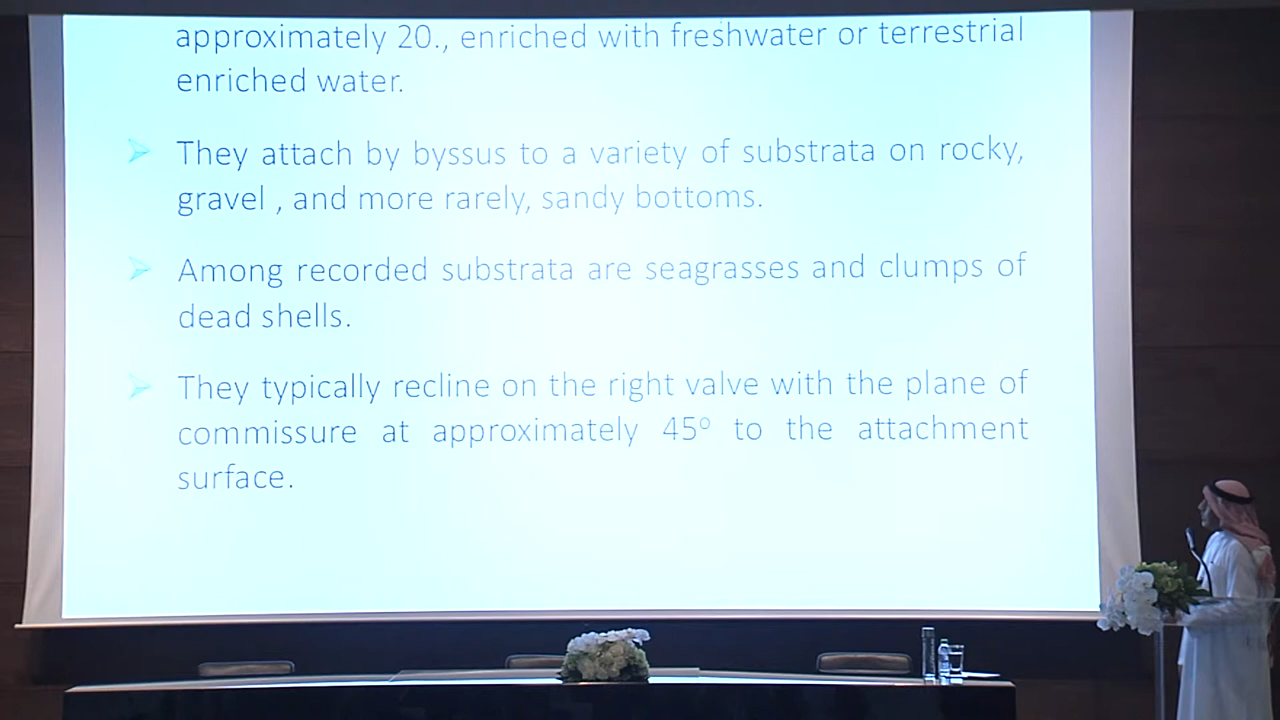 approximately 20., enriched with freshwater or terrestrial
enriched water.
They attach by byssus to a variety of substrata on rocky,
gravel , and more rarely, sandy bottoms.
Among recorded substrata are seagrasses and clumps of
dead shells.
They typically recline on the right valve with the plane of
commissure at approximately 45º to the attachment
surface.